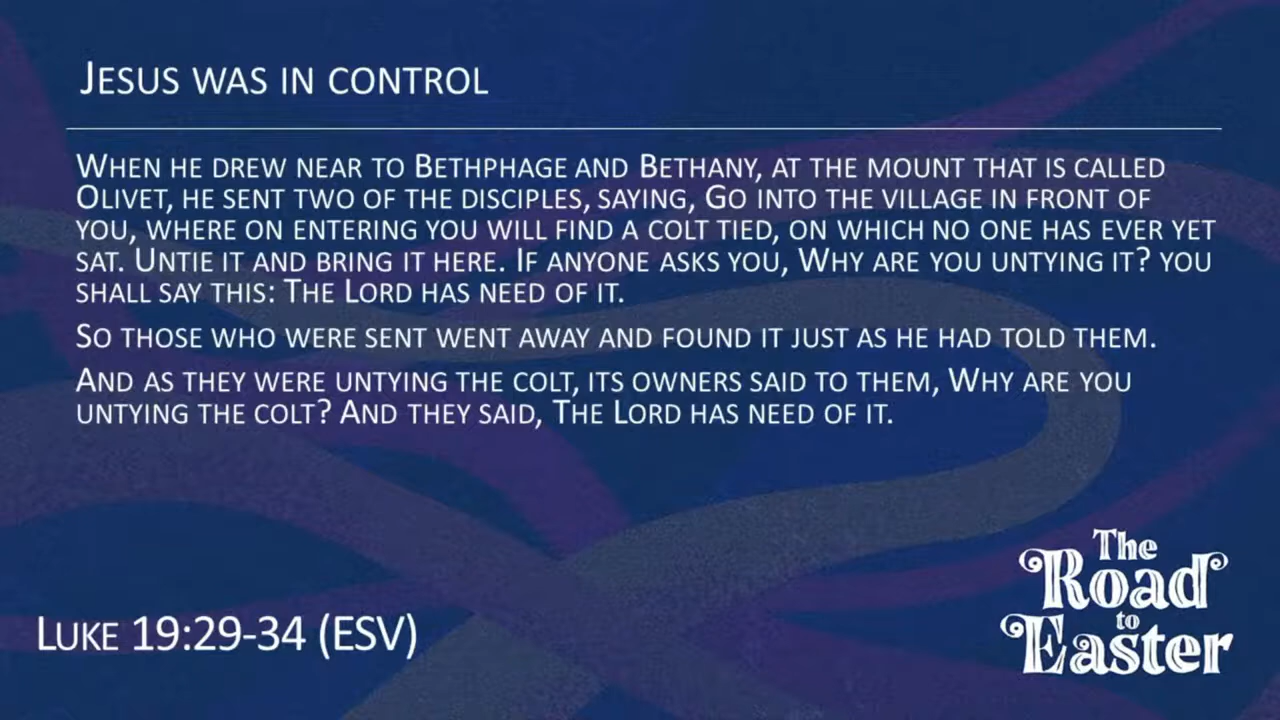 JESUS WAS IN CONTROL
WHEN HE DREW NEAR TO BETHPHAGE AND BETHANY, AT THE MOUNT THAT IS CALLED
OLIVET, HE SENT TWO OF THE DISCIPLES, SAYING, GO INTO THE VILLAGE IN FRONT OF
YOU, WHERE ON ENTERING YOU WILL FIND A COLT TIED, ON WHICH NO ONE HAS EVER YET
SAT. UNTIE IT AND BRING IT HERE. IF ANYONE ASKS YOU, WHY ARE YOU UNTYING IT? YOU
SHALL SAY THIS: THE LORD HAS NEED OF IT.
SO THOSE WHO WERE SENT WENT AWAY AND FOUND IT JUST AS HE HAD TOLD THEM.
AND AS THEY WERE UNTYING THE COLT, ITS OWNERS SAID TO THEM, WHY ARE YOU
UNTYING THE COLT? AND THEY SAID, THE LORD HAS NEED OF IT.
LUKE 19:29-34 (ESV)
The
Road
to
Easter